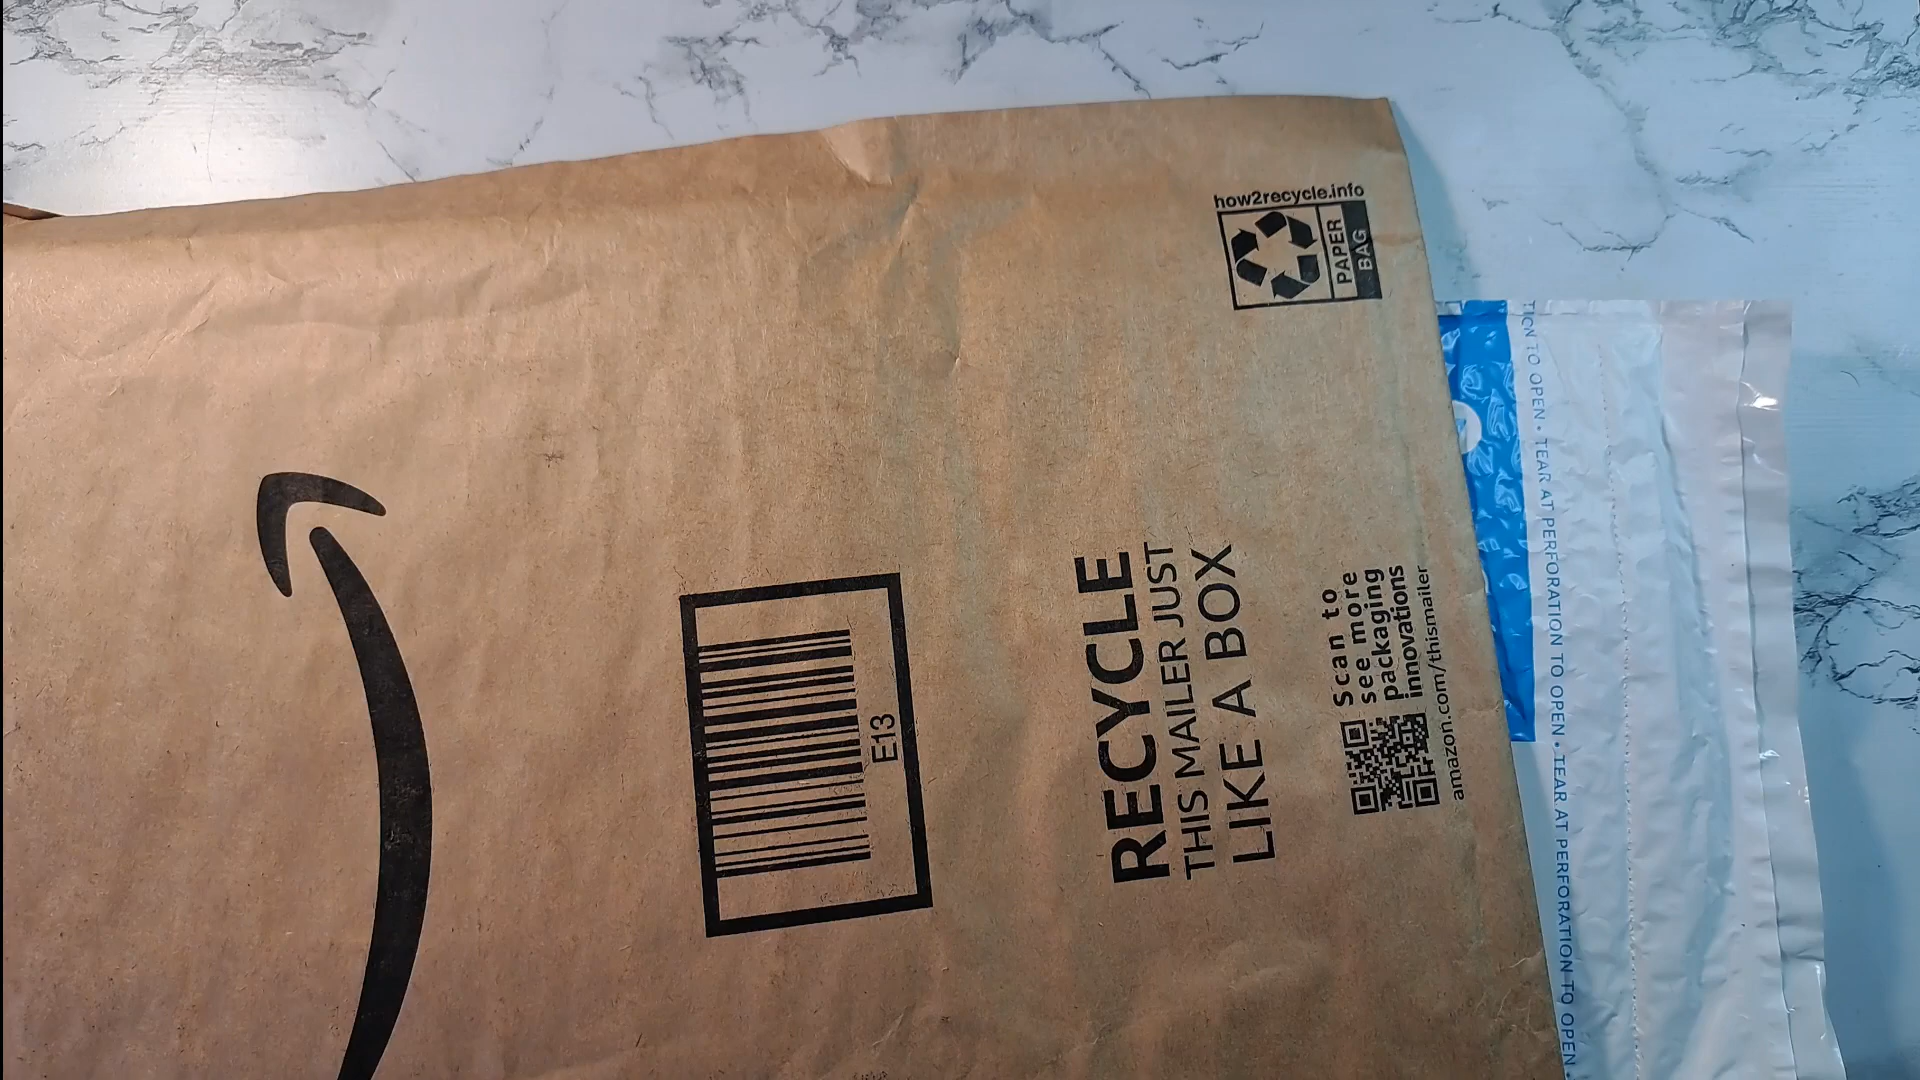 how2recycle.info
PAPER
BAG
E13
RECYCLE
THIS MAILER JUST
LIKE A BOX
Scan to
see more
packaging
innovations
amazon.com/thismailer
TION TO OPEN • TEAR AT PERFORATION TO OPEN • TEAR AT PERFORATION TO OPEN •